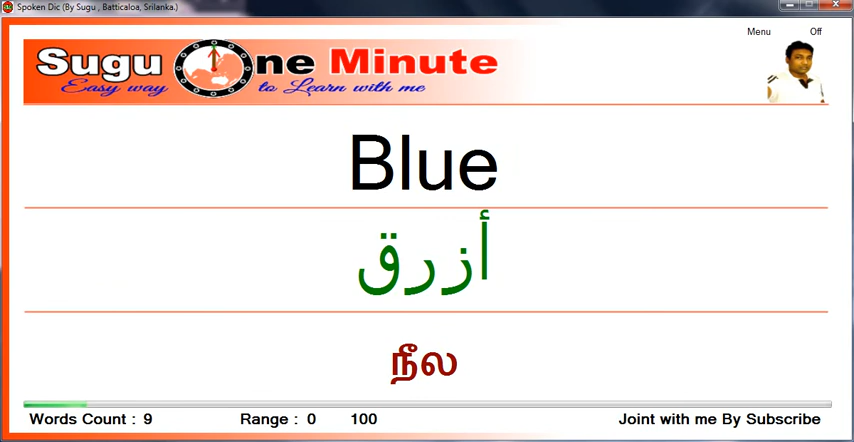 Spoken Dic (By Sugu , Batticaloa, Srilanka.)
Menu Off
Sugu One Minute
Easy way to Learn with me
Blue
أزرق
நீல
Words Count : 9 Range : 0 100 Joint with me By Subscribe